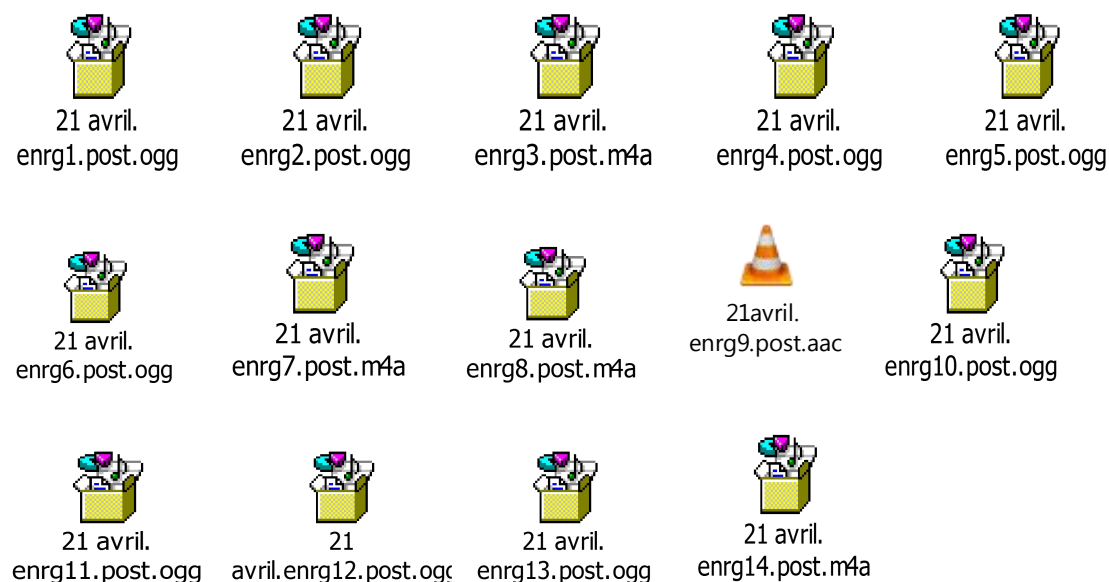 21 avril.
enrg1.post.ogg
21 avril.
enrg2.post.ogg
21 avril.
enrg3.post.m4a
21 avril.
enrg4.post.ogg
21 avril.
enrg5.post.ogg
21 avril.
enrg6.post.ogg
21 avril.
enrg7.post.m4a
21 avril.
enrg8.post.m4a
21avril.
enrg9.post.aac
21 avril.
enrg10.post.ogg
21 avril.
enrg11.post.ogg
21
avril.enrg12.post.ogg
21 avril.
enrg13.post.ogg
21 avril.
enrg14.post.m4a